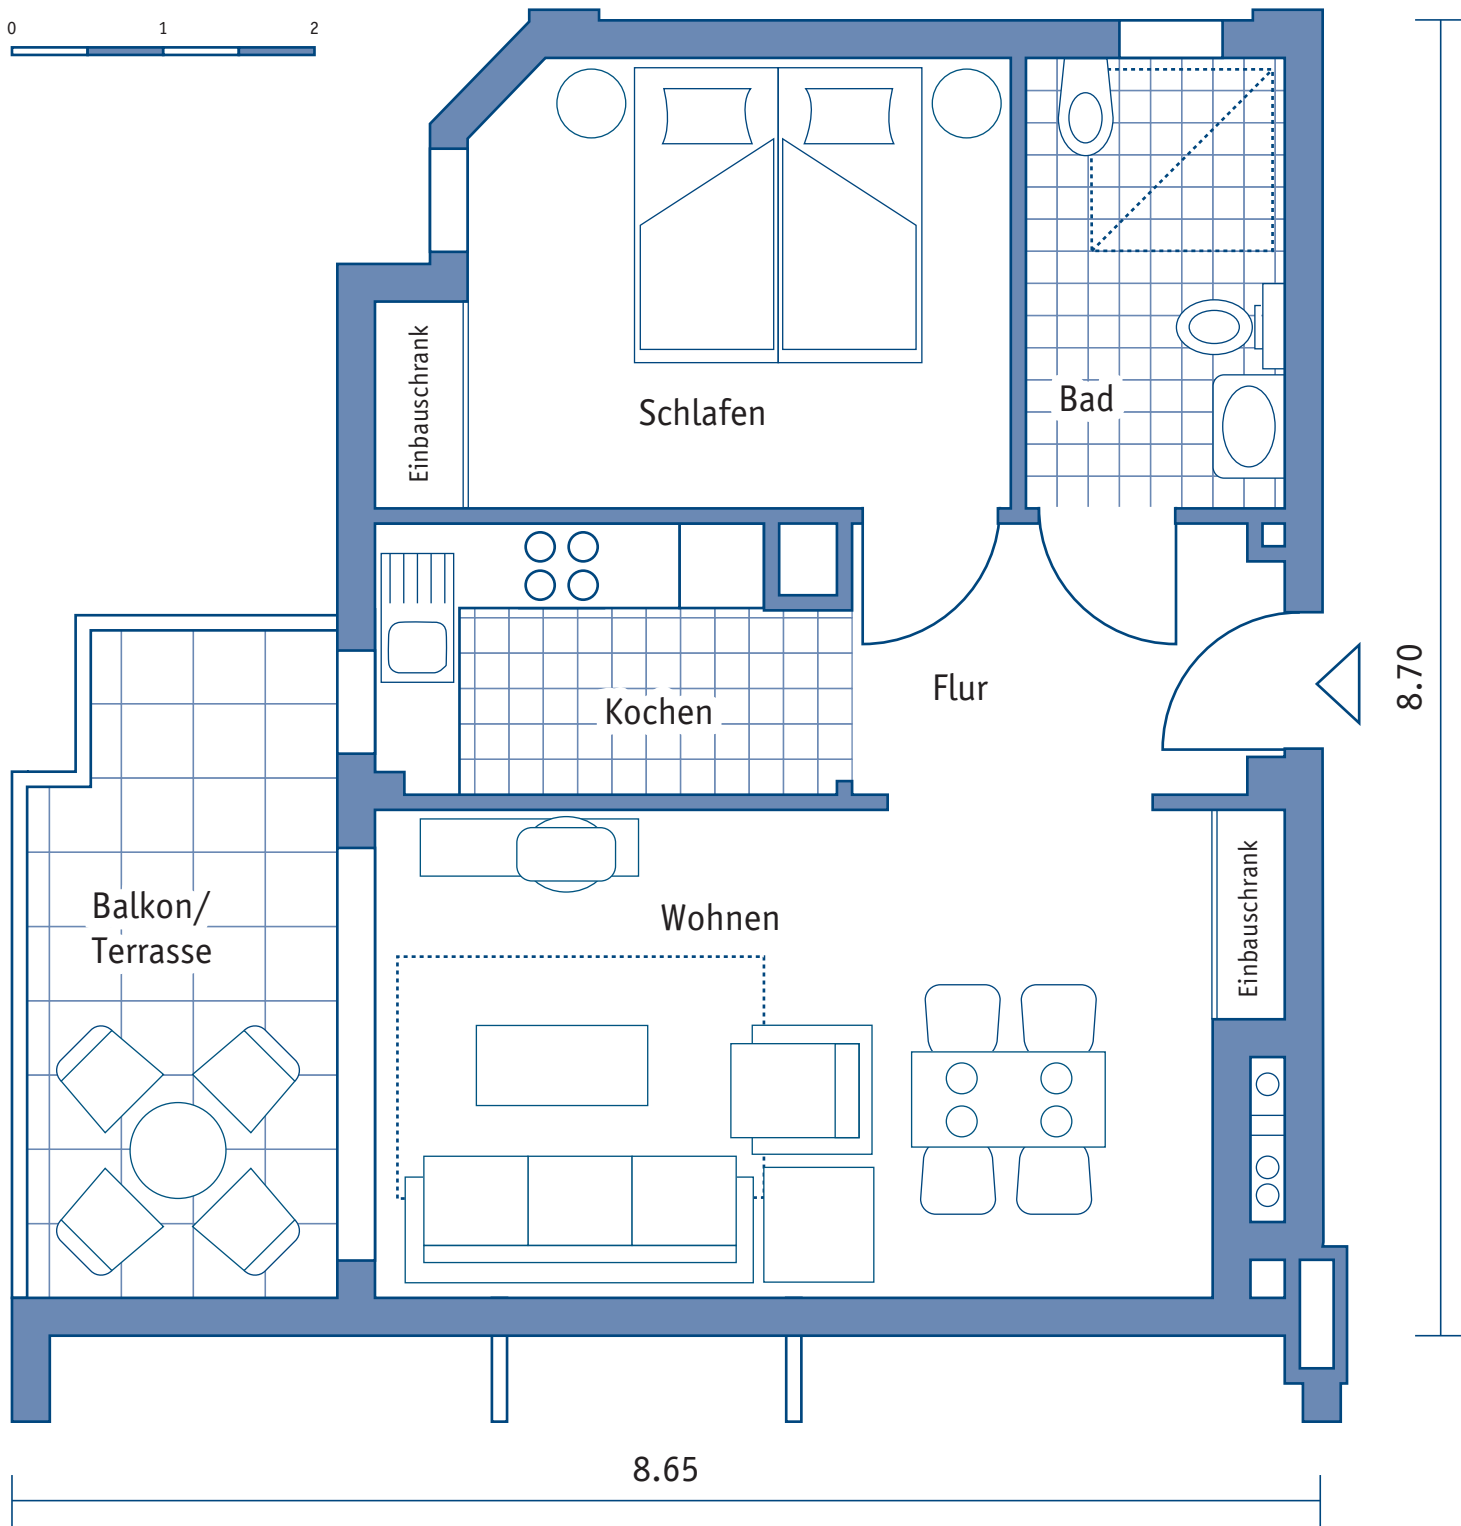 0 1 2
Einbauschrank
Schlafen
Bad
Kochen
Flur
8.70
Balkon/
Terrasse
Wohnen
Einbauschrank
8.65